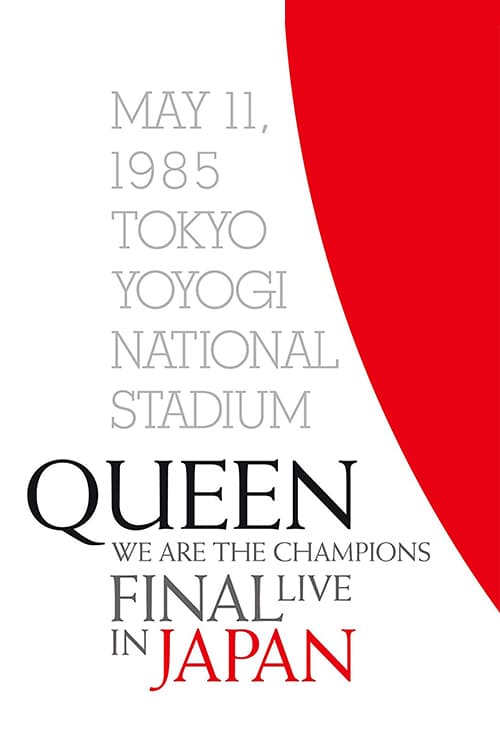 MAY 11,
1985
TOKYO
YOYOGI
NATIONAL
STADIUM
QUEEN
WE ARE THE CHAMPIONS
FINAL LIVE
IN JAPAN